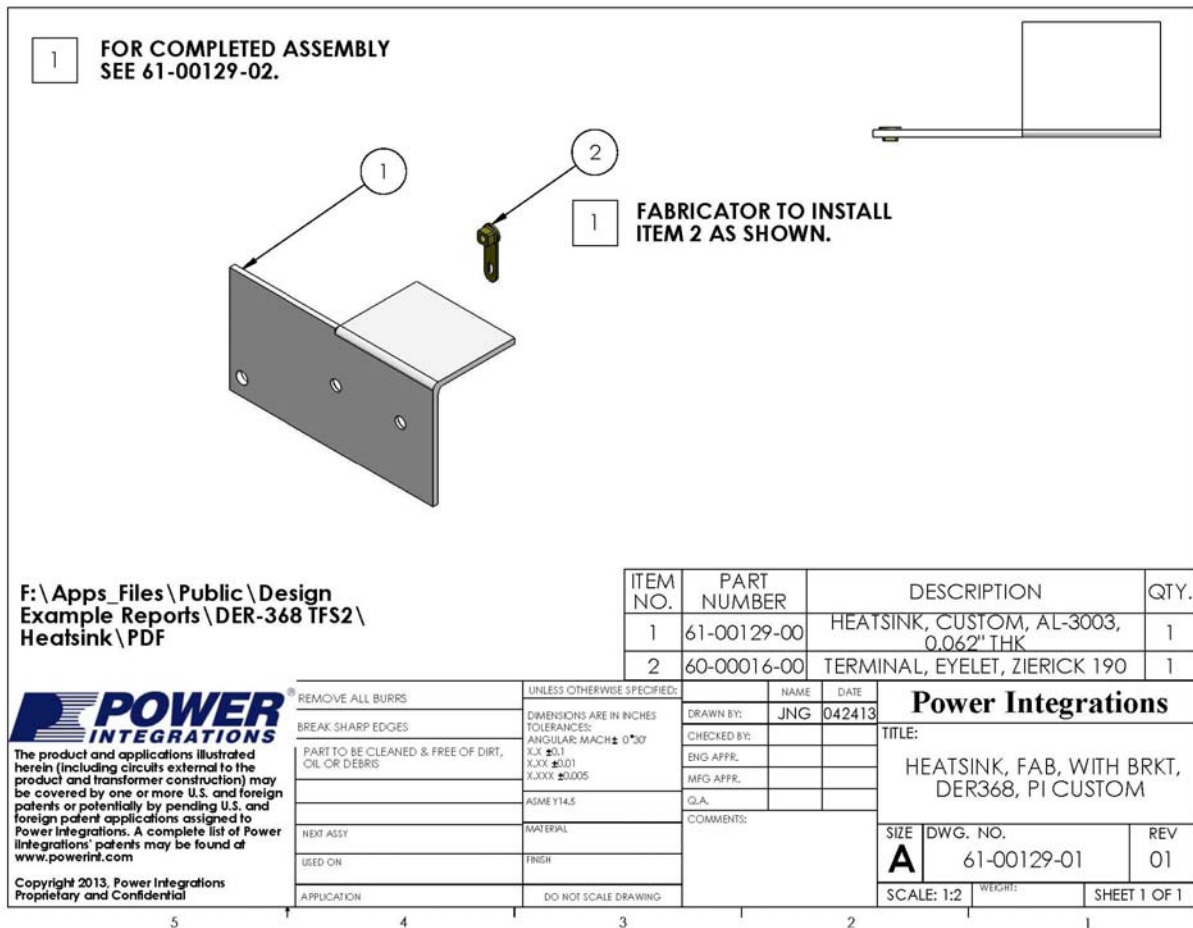 1
FOR COMPLETED ASSEMBLY
SEE 61-00129-02.
1
2
1
FABRICATOR TO INSTALL
ITEM 2 AS SHOWN.
F:\Apps_Files\Public\Design
Example Reports\DER-368 TFS2\
Heatsink\PDF
ITEM NO. PART NUMBER DESCRIPTION QTY.
1 61-00129-00 HEATSINK, CUSTOM, AL-3003, 0.062" THK 1
2 60-00016-00 TERMINAL, EYELET, ZIERICK 190 1
POWER
INTEGRATIONS
®
The product and applications illustrated
herein (including circuits external to the
product and transformer construction) may
be covered by one or more U.S. and foreign
patents or potentially by pending U.S. and
foreign patent applications assigned to
Power Integrations. A complete list of Power
IIntegrations' patents may be found at
www.powerint.com
Copyright 2013, Power Integrations
Proprietary and Confidential
REMOVE ALL BURRS
BREAK SHARP EDGES
PART TO BE CLEANED & FREE OF DIRT,
OIL OR DEBRIS
NEXT ASSY
USED ON
APPLICATION
UNLESS OTHERWISE SPECIFIED:
DIMENSIONS ARE IN INCHES
TOLERANCES:
ANGULAR: MACH± 0°30'
X.X ±0.1
X.XX ±0.01
X.XXX ±0.005
ASME Y14.5
MATERIAL
FINISH
DO NOT SCALE DRAWING
NAME DATE
DRAWN BY: JNG 042413
CHECKED BY:
ENG APPR.
MFG APPR.
Q.A.
COMMENTS:
Power Integrations
TITLE:
HEATSINK, FAB, WITH BRKT,
DER368, PI CUSTOM
SIZE DWG. NO. REV
A 61-00129-01 01
SCALE: 1:2 WEIGHT: SHEET 1 OF 1
5 4 3 2 1